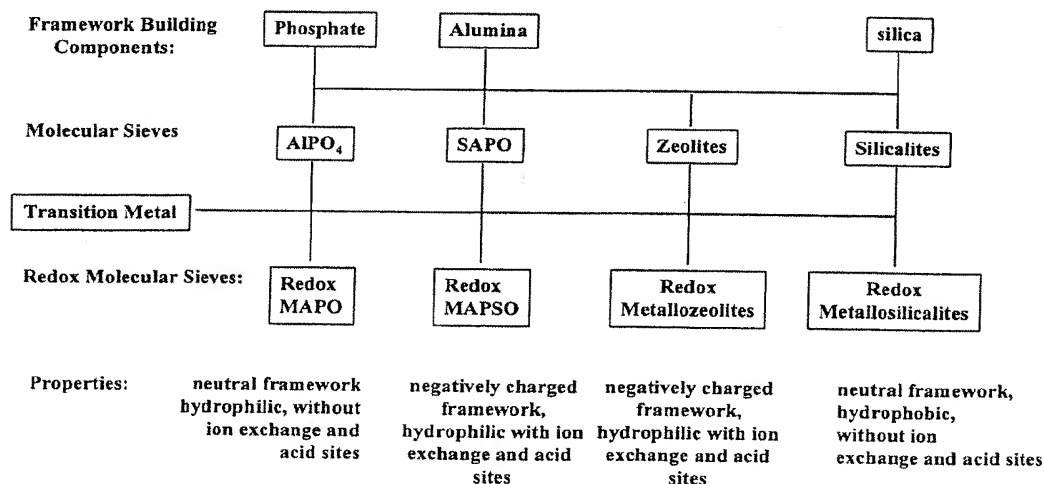 Framework Building
Components:
Phosphate
Alumina
silica
Molecular Sieves
AlPO₄
SAPO
Zeolites
Silicalites
Transition Metal
Redox Molecular Sieves:
Redox
MAPO
Redox
MAPSO
Redox
Metallozeolites
Redox
Metallosilicalites
Properties:
neutral framework
hydrophilic, without
ion exchange and
acid sites
negatively charged
framework,
hydrophilic with ion
exchange and acid
sites
negatively charged
framework,
hydrophilic with ion
exchange and acid
sites
neutral framework,
hydrophobic,
without ion
exchange and acid sites